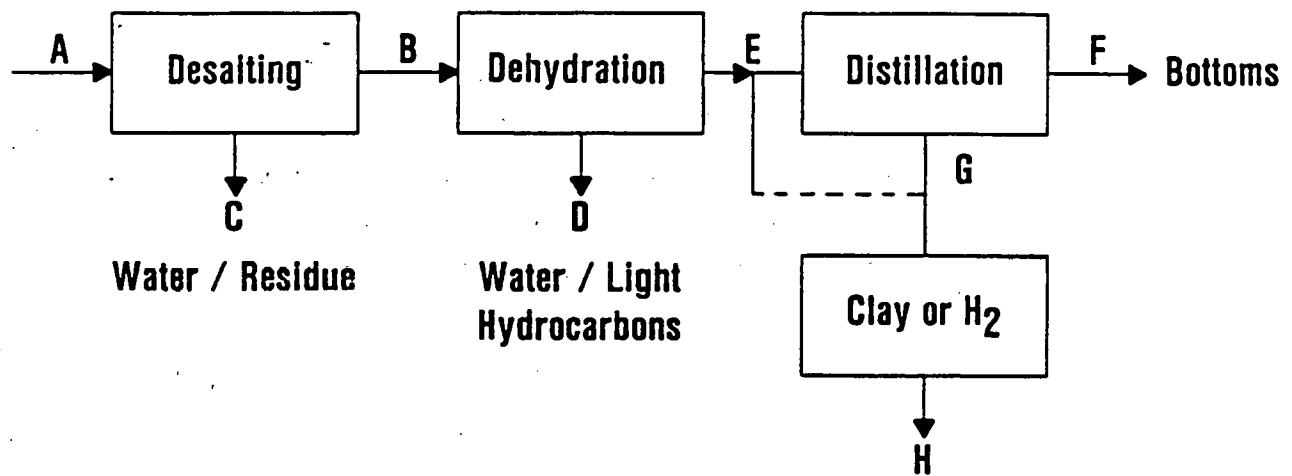 A
Desalting
B
Dehydration
E
Distillation
F
Bottoms
C
Water / Residue
D
Water / Light
Hydrocarbons
G
Clay or H2
H